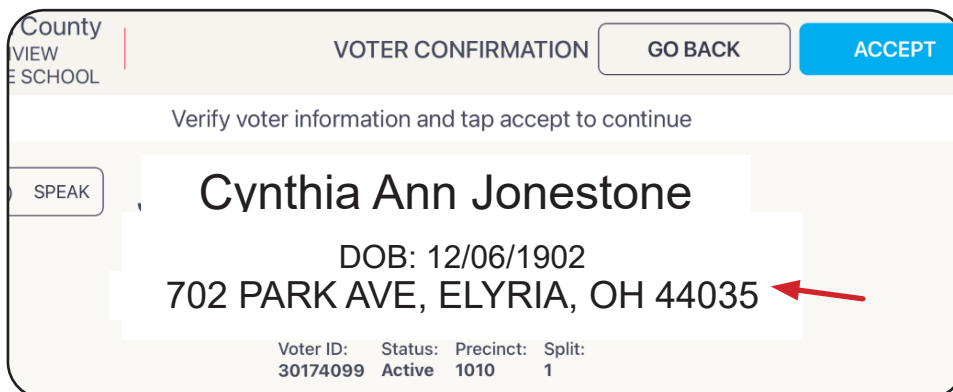 County
VIEW
E SCHOOL
VOTER CONFIRMATION
GO BACK
ACCEPT
Verify voter information and tap accept to continue
SPEAK
Cynthia Ann Jonestone
DOB: 12/06/1902
702 PARK AVE, ELYRIA, OH 44035
Voter ID: Status: Precinct: Split:
30174099 Active 1010 1